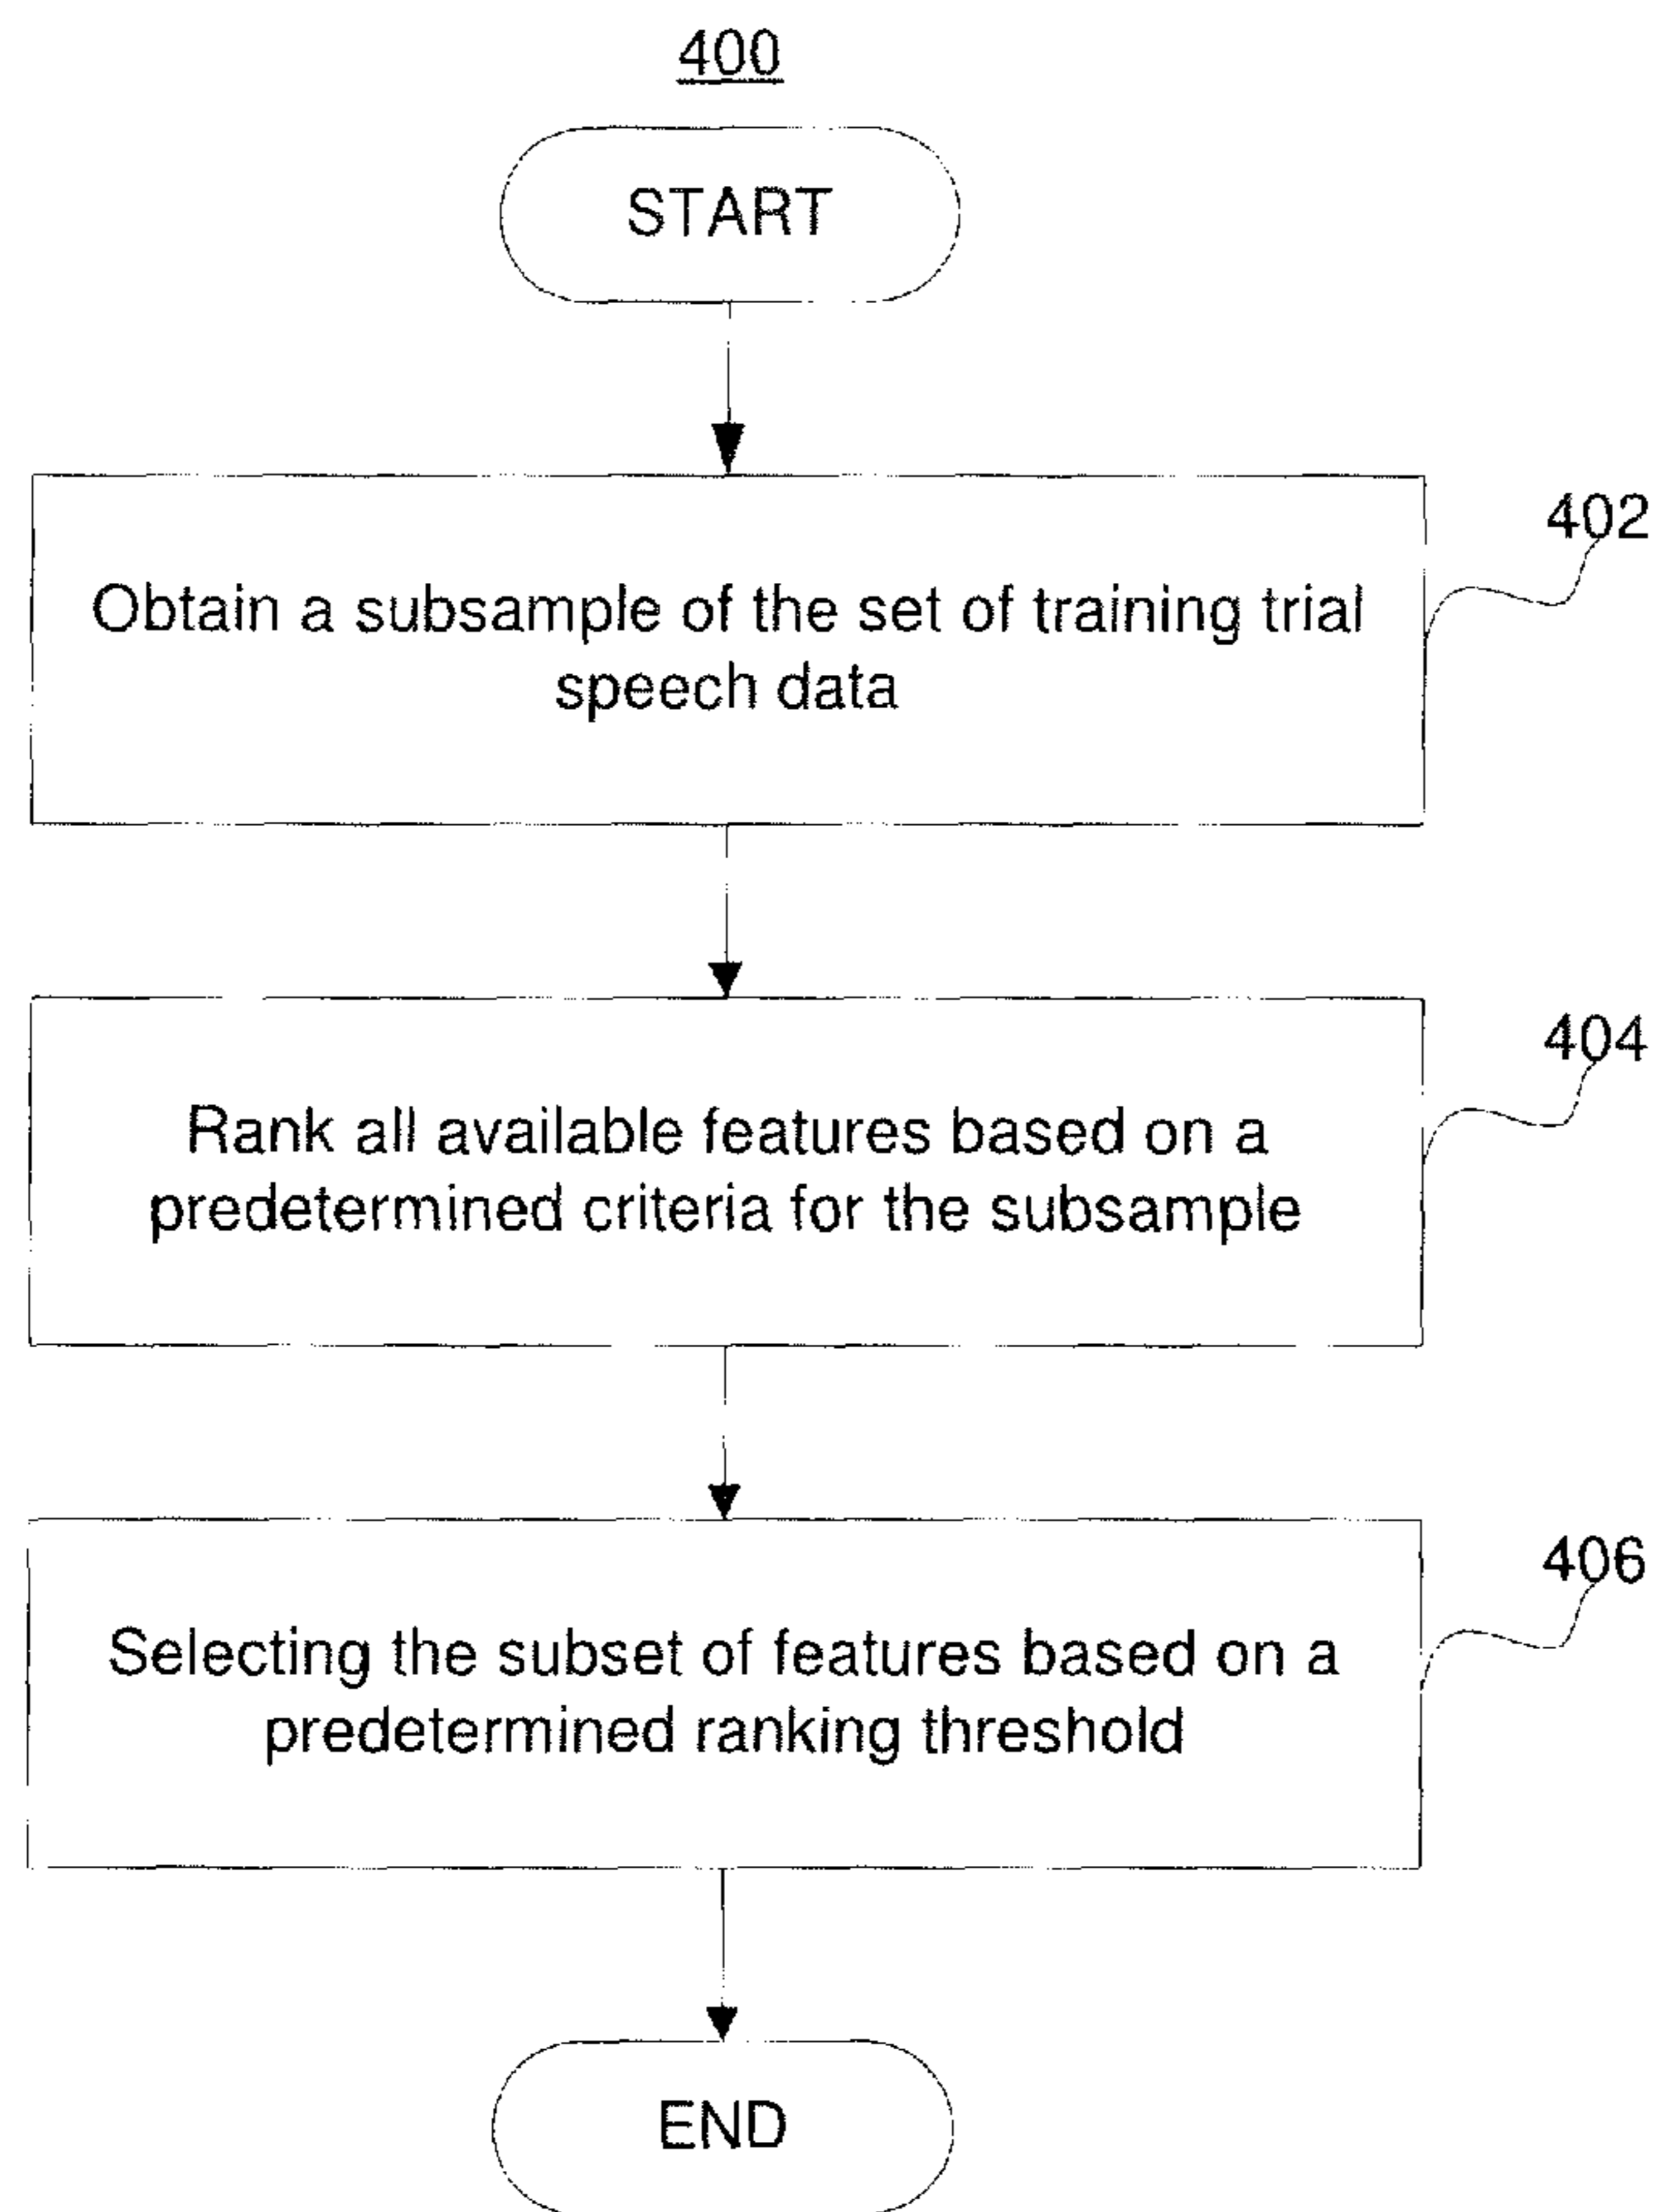 400
START
402
Obtain a subsample of the set of training trial
speech data
404
Rank all available features based on a
predetermined criteria for the subsample
406
Selecting the subset of features based on a
predetermined ranking threshold
END